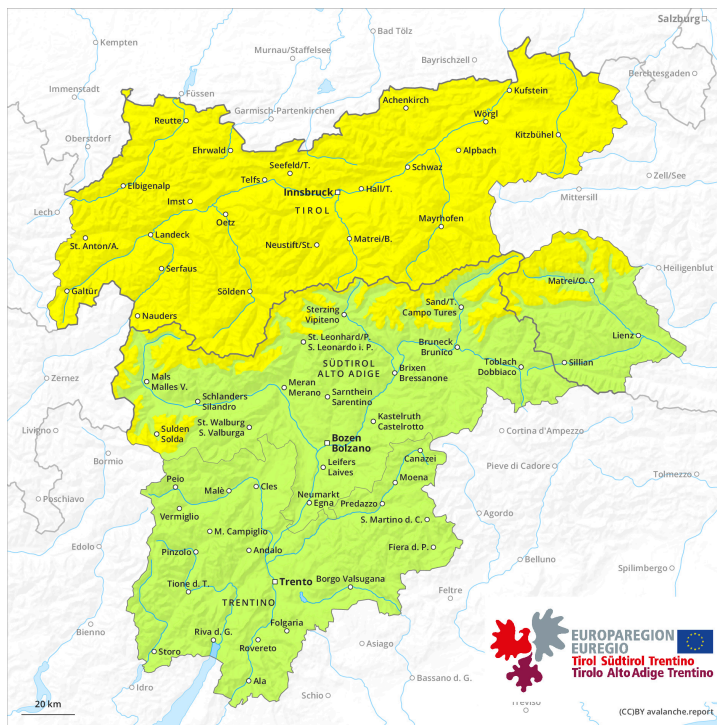 Salzburg
Kempten
Bad Tölz
Murnau/Staffelsee
Bayrischzell
Berchtesgaden
Immenstadt
Füssen
Garmisch-Partenkirchen
Achenkirch
Kufstein
Reutte
Wörgl
Oberstdorf
Ehrwald
Kitzbühel
Alpbach
Seefeld/T.
Schwaz
Zell/See
Telfs
Innsbruck
Hall/T.
Elbigenalp
Mittersill
Imst
TIROL
Lech
Oetz
Mayrhofen
St. Anton/A.
Landeck
Neustift/St.
Matrei/B.
Serfaus
Heiligenblut
Galtür
Sölden
Matrei/O.
Nauders
Sterzing
Vipiteno
Sand/T.
Campo Tures
St. Leonhard/P.
S. Leonardo i. P.
Bruneck
Brunico
Lienz
SÜDTIROL
ALTO ADIGE
Toblach
Dobbiaco
Sillian
Zernez
Mals
Malles V.
Meran
Merano
Brixen
Bressanone
Schlanders
Silandro
Sarnthein
Sarentino
Livigno
Sulden
Solda
St. Walburg
S. Valburga
Kastelruth
Castelrotto
Cortina d'Ampezzo
Bozen
Bolzano
Bormio
Canazei
Pieve di Cadore
Leifers
Laives
Tolmezzo
Poschiavo
Peio
Malè
Cles
Moena
Neumarkt
Egna
Predazzo
Vermiglio
Agordo
S. Martino d. C.
M. Campiglio
Edolo
Pinzolo
Andalo
Fiera d. P.
Belluno
Spilimbergo
Trento
Tione d. T.
Borgo Valsugana
Feltre
TRENTINO
Bienno
Riva d. G.
Folgaria
Rovereto
Asiago
Storo
Bassano d. G.
Ala
Idro
Schio
Treviso
EUROPAREGION
EUREGIO
Tirol Südtirol Trentino
Tirolo Alto Adige Trentino
20 km
(CC)BY avalanche.report